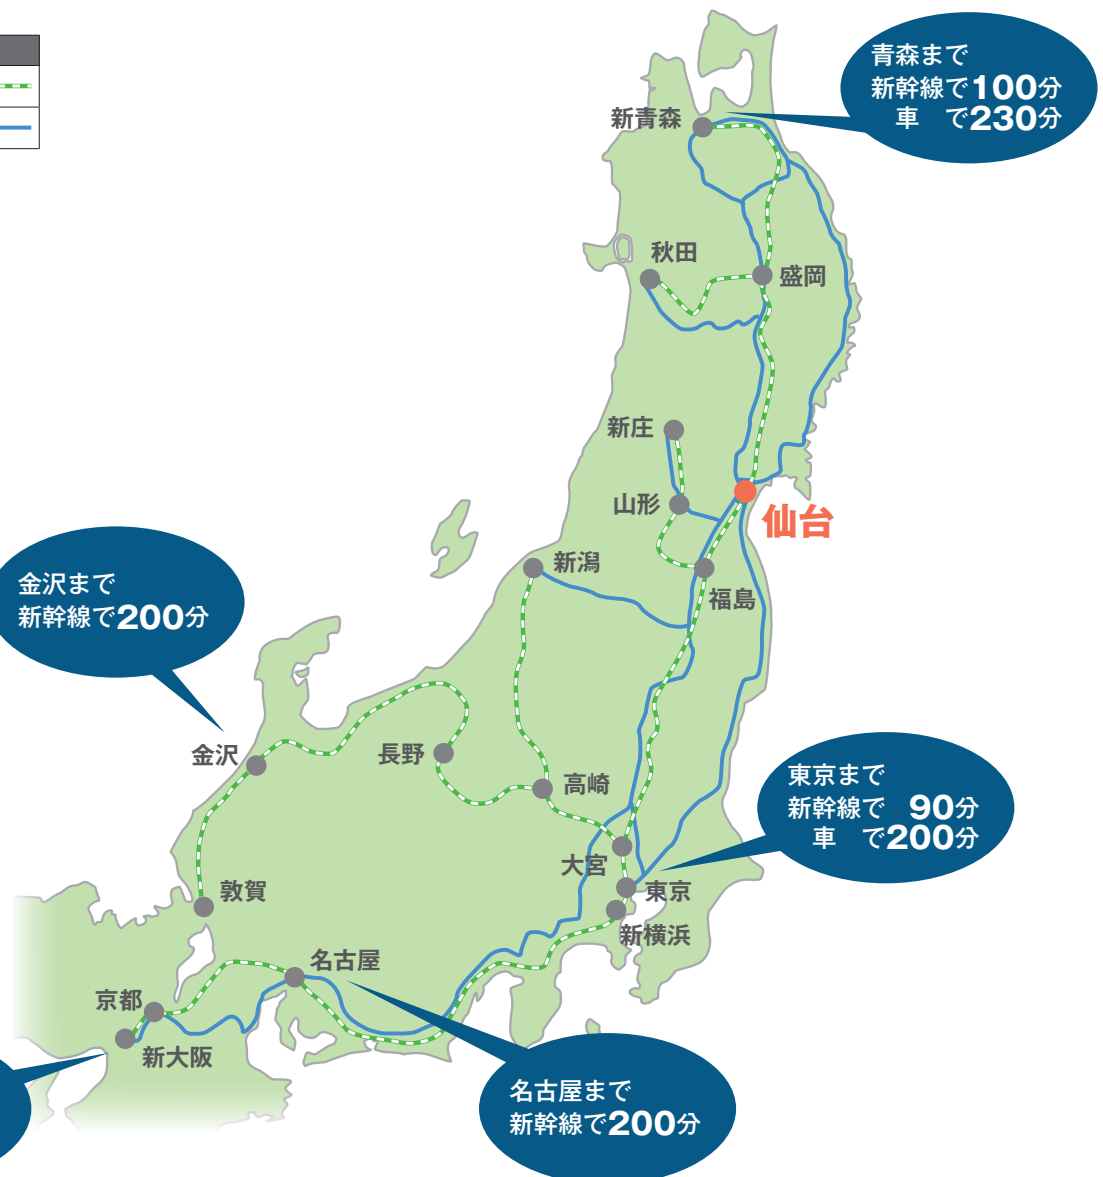 青森まで
新幹線で100分
車　で230分
新青森
秋田
盛岡
新庄
山形
仙台
新潟
福島
金沢まで
新幹線で200分
金沢
長野
高崎
東京まで
新幹線で　90分
車　で200分
大宮
東京
敦賀
新横浜
名古屋
京都
新大阪
名古屋まで
新幹線で200分